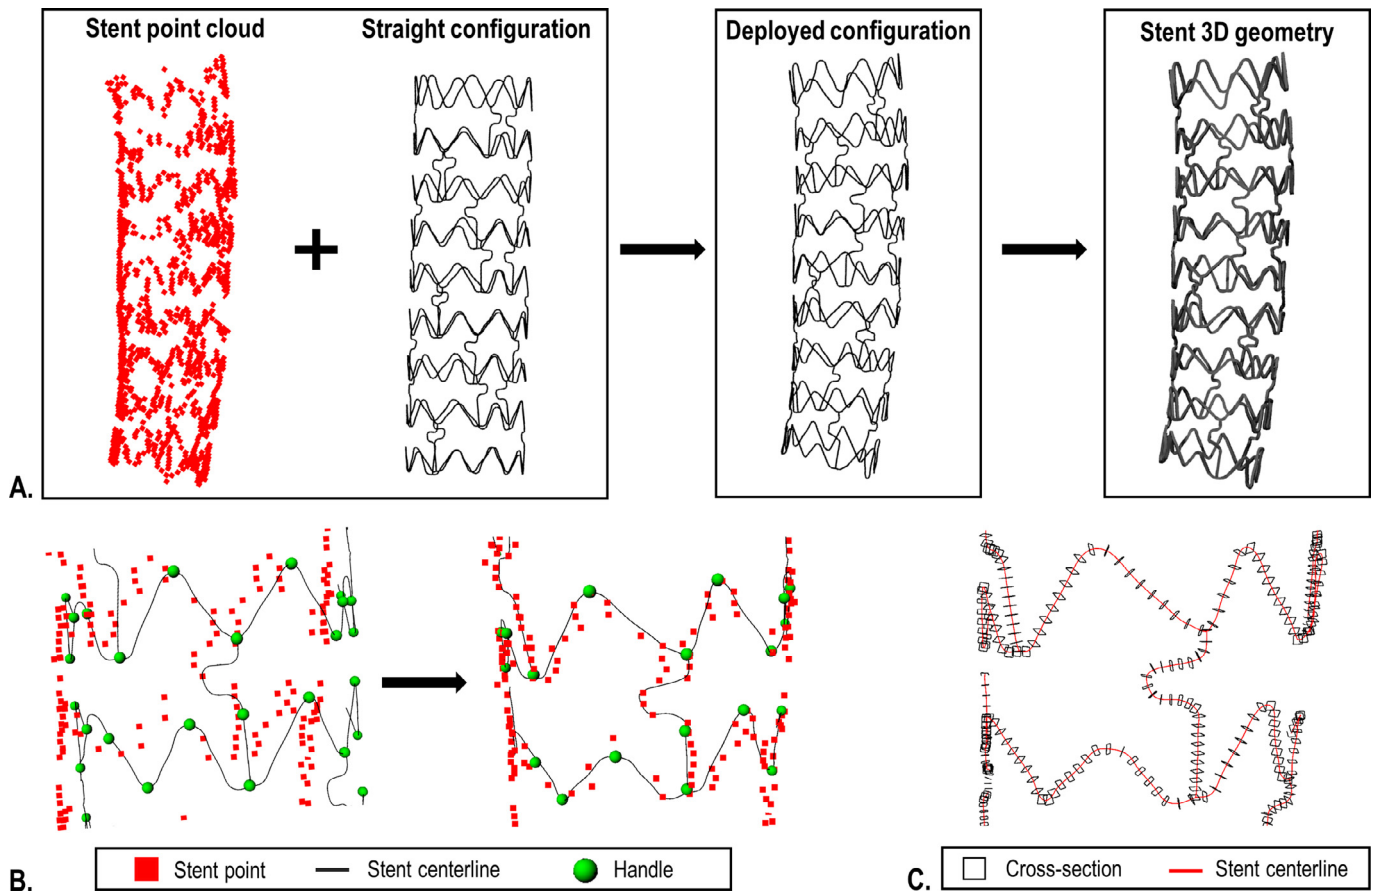 Stent point cloud
Straight configuration
Deployed configuration
Stent 3D geometry
A.
Stent point
Stent centerline
Handle
B.
Cross-section
Stent centerline
C.